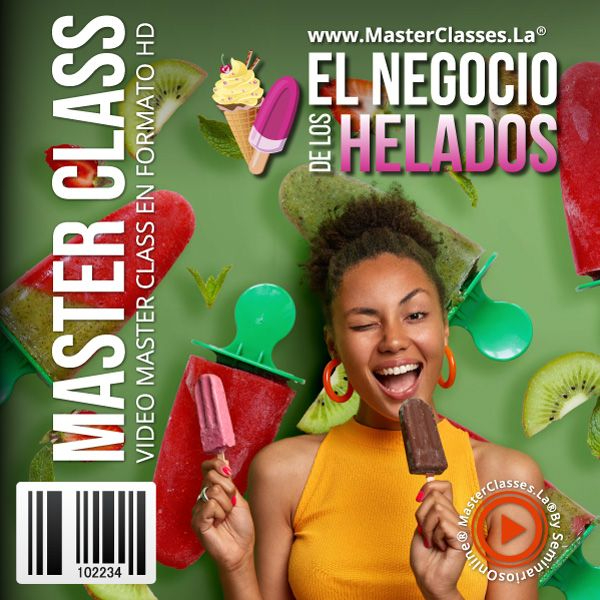 www.MasterClasses.La®
EL NEGOCIO
DE LOS
HELADOS
MASTER CLASS
VIDEO MASTER CLASS EN FORMATO HD
102234
MasterClasses.La®By SeminariosOnline®